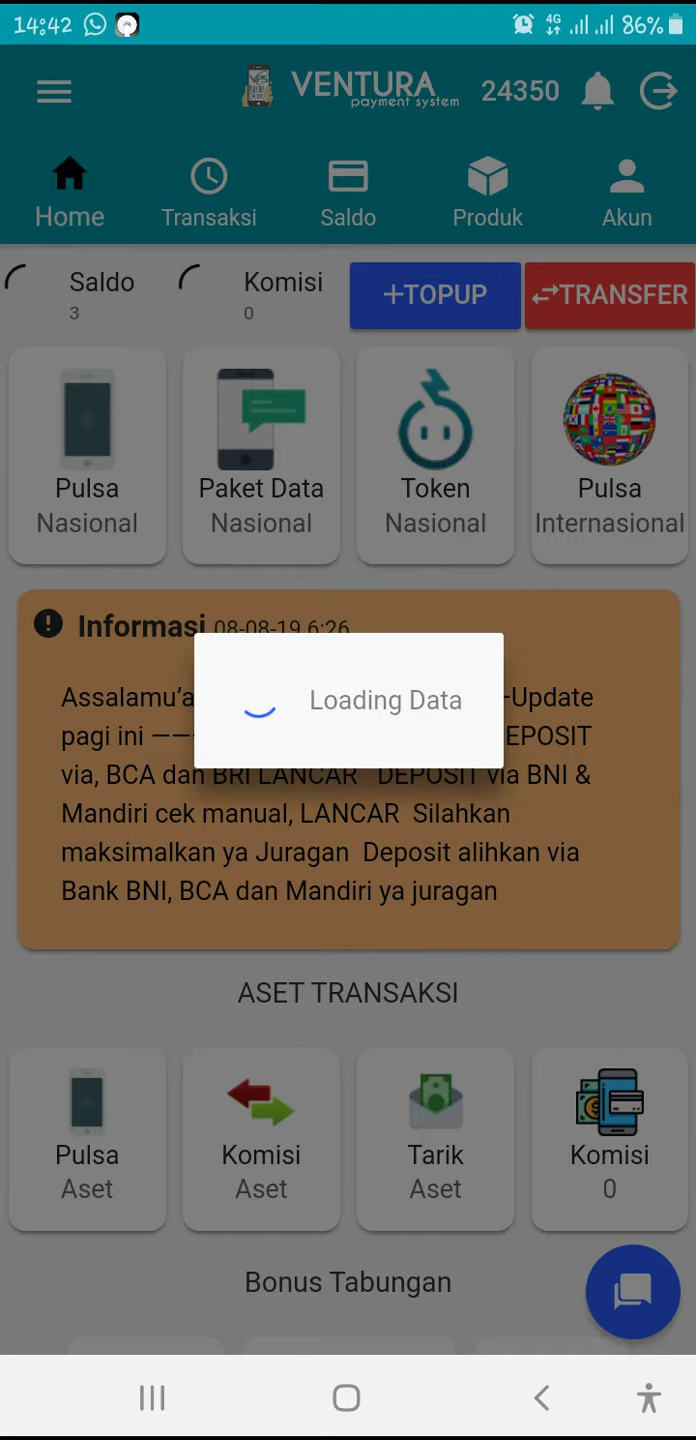 14:42 4G 86%
VENTURA
payment system
24350
Home Transaksi Saldo Produk Akun
Saldo Komisi +TOPUP TRANSFER
3 0
Pulsa Paket Data Token Pulsa
Nasional Nasional Nasional Internasional
Informasi 08-08-19 6:26
Assalamu’a -Update
pagi ini —— EPOSIT
via, BCA dan BRI LANCAR DEPOSIT via BNI &
Mandiri cek manual, LANCAR Silahkan
maksimalkan ya Juragan Deposit alihkan via
Bank BNI, BCA dan Mandiri ya juragan
Loading Data
ASET TRANSAKSI
Pulsa Komisi Tarik Komisi
Aset Aset Aset 0
Bonus Tabungan